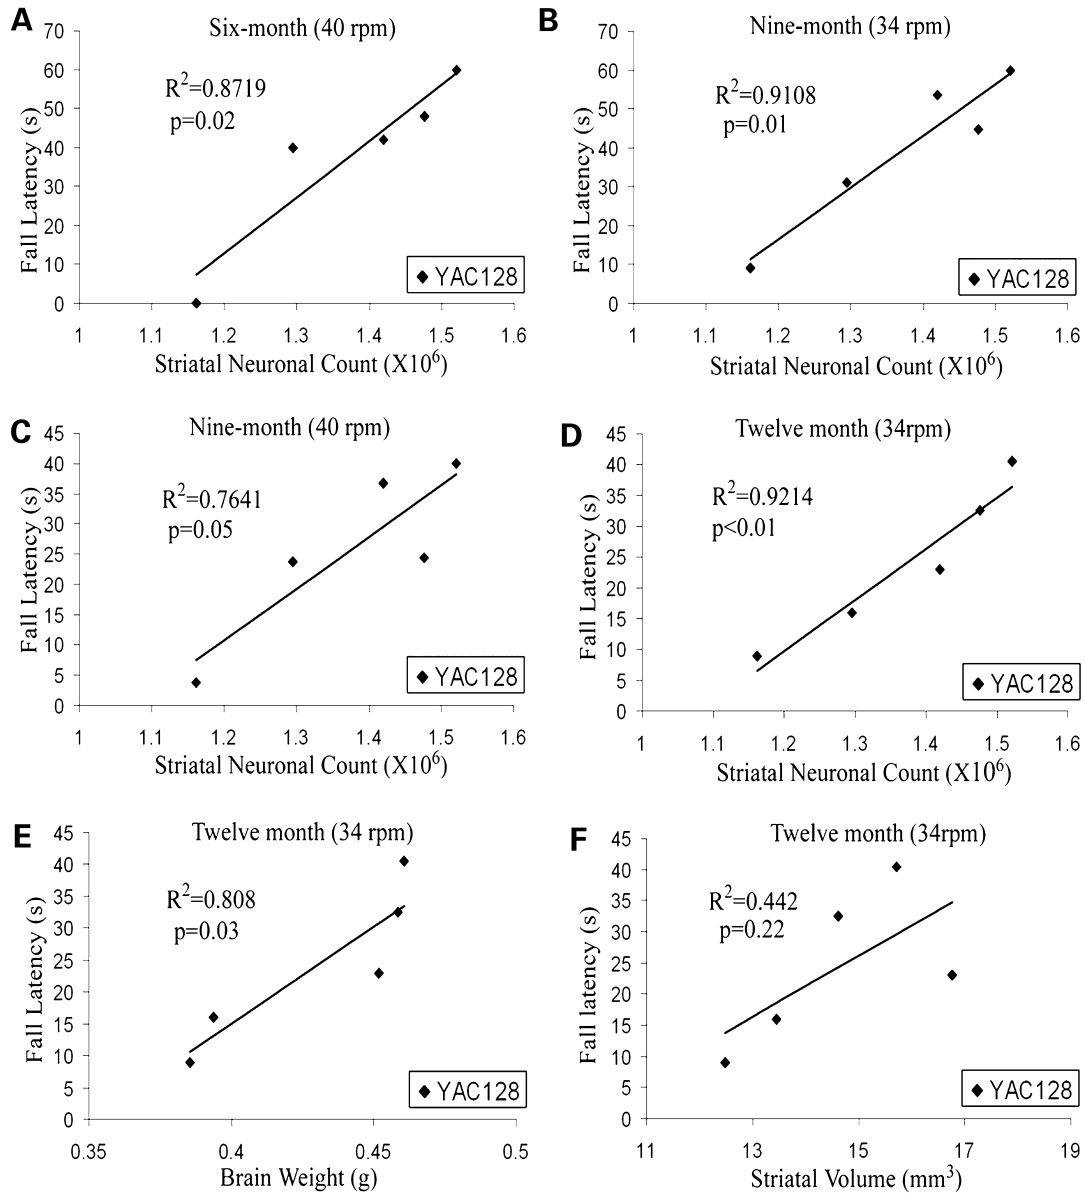 A
Six-month (40 rpm)
R²=0.8719
p=0.02
Fall Latency (s)
70
60
50
40
30
20
10
0
YAC128
1 1.1 1.2 1.3 1.4 1.5 1.6
Striatal Neuronal Count (X10⁶)
B
Nine-month (34 rpm)
R²=0.9108
p=0.01
Fall Latency (s)
70
60
50
40
30
20
10
0
YAC128
1 1.1 1.2 1.3 1.4 1.5 1.6
Striatal Neuronal Count (X10⁶)
C
Nine-month (40 rpm)
R²=0.7641
p=0.05
Fall Latency (s)
45
40
35
30
25
20
15
10
5
0
YAC128
1 1.1 1.2 1.3 1.4 1.5 1.6
Striatal Neuronal Count (X10⁶)
D
Twelve month (34rpm)
R²=0.9214
p<0.01
Fall Latency (s)
45
40
35
30
25
20
15
10
5
0
YAC128
1 1.1 1.2 1.3 1.4 1.5 1.6
Striatal Neuronal Count (X10⁶)
E
Twelve month (34 rpm)
R²=0.808
p=0.03
Fall Latency (s)
45
40
35
30
25
20
15
10
5
0
YAC128
0.35 0.4 0.45 0.5
Brain Weight (g)
F
Twelve month (34rpm)
R²=0.442
p=0.22
Fall latency (s)
45
40
35
30
25
20
15
10
5
0
YAC128
11 13 15 17 19
Striatal Volume (mm³)